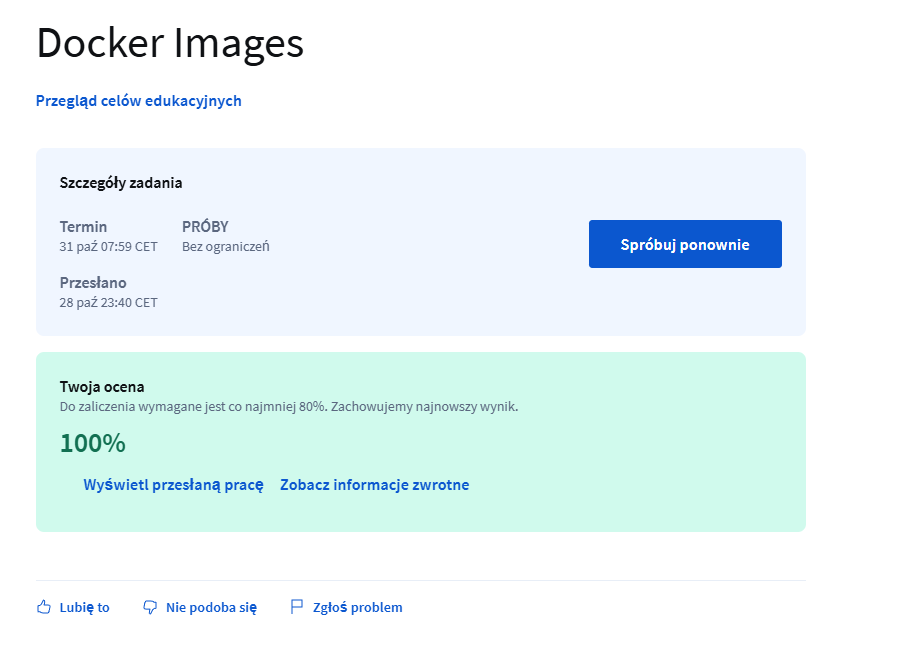 Docker Images
Przegląd celów edukacyjnych
Szczegóły zadania
Termin
31 paź 07:59 CET
PRÓBY
Bez ograniczeń
Spróbuj ponownie
Przesłano
28 paź 23:40 CET
Twoja ocena
Do zaliczenia wymagane jest co najmniej 80%. Zachowujemy najnowszy wynik.
100%
Wyświetl przesłaną pracę
Zobacz informacje zwrotne
Lubię to
Nie podoba się
Zgłoś problem